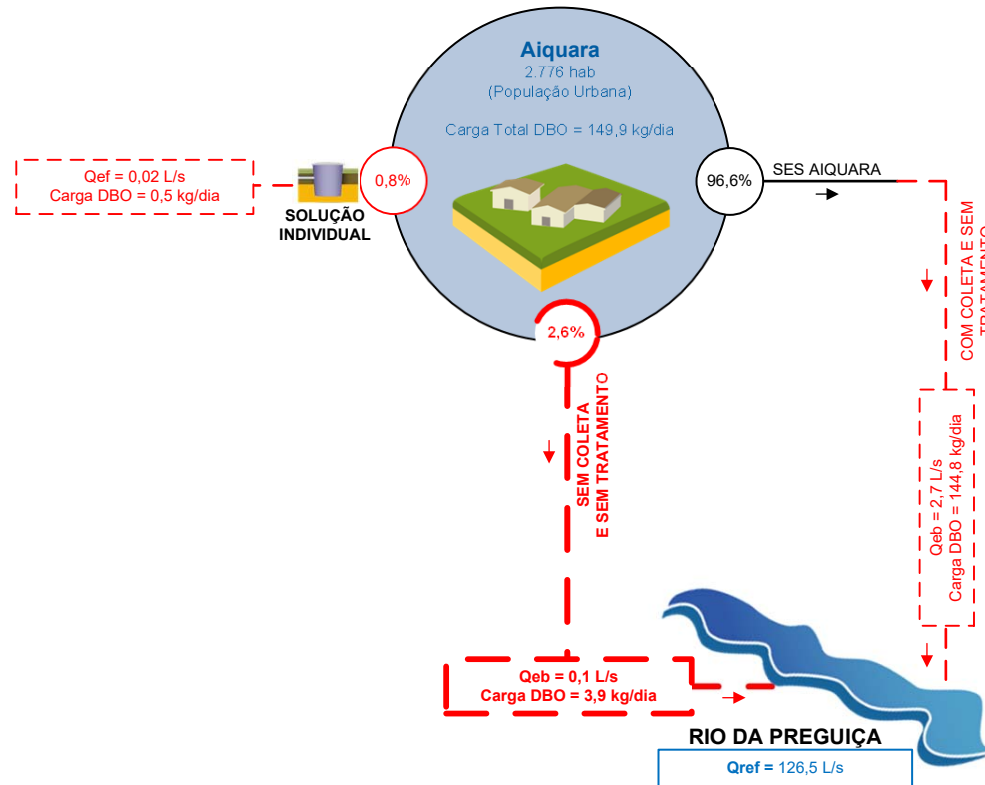 Aiquara
2.776 hab
(População Urbana)
Carga Total DBO = 149,9 kg/dia
Qef = 0,02 L/s
Carga DBO = 0,5 kg/dia
SOLUÇÃO
INDIVIDUAL
0,8%
96,6%
SES AIQUARA
COM COLETA E SEM
TRATAMENTO
2,6%
SEM COLETA
E SEM TRATAMENTO
Qeb = 2,7 L/s
Carga DBO = 144,8 kg/dia
Qeb = 0,1 L/s
Carga DBO = 3,9 kg/dia
RIO DA PREGUIÇA
Qref = 126,5 L/s